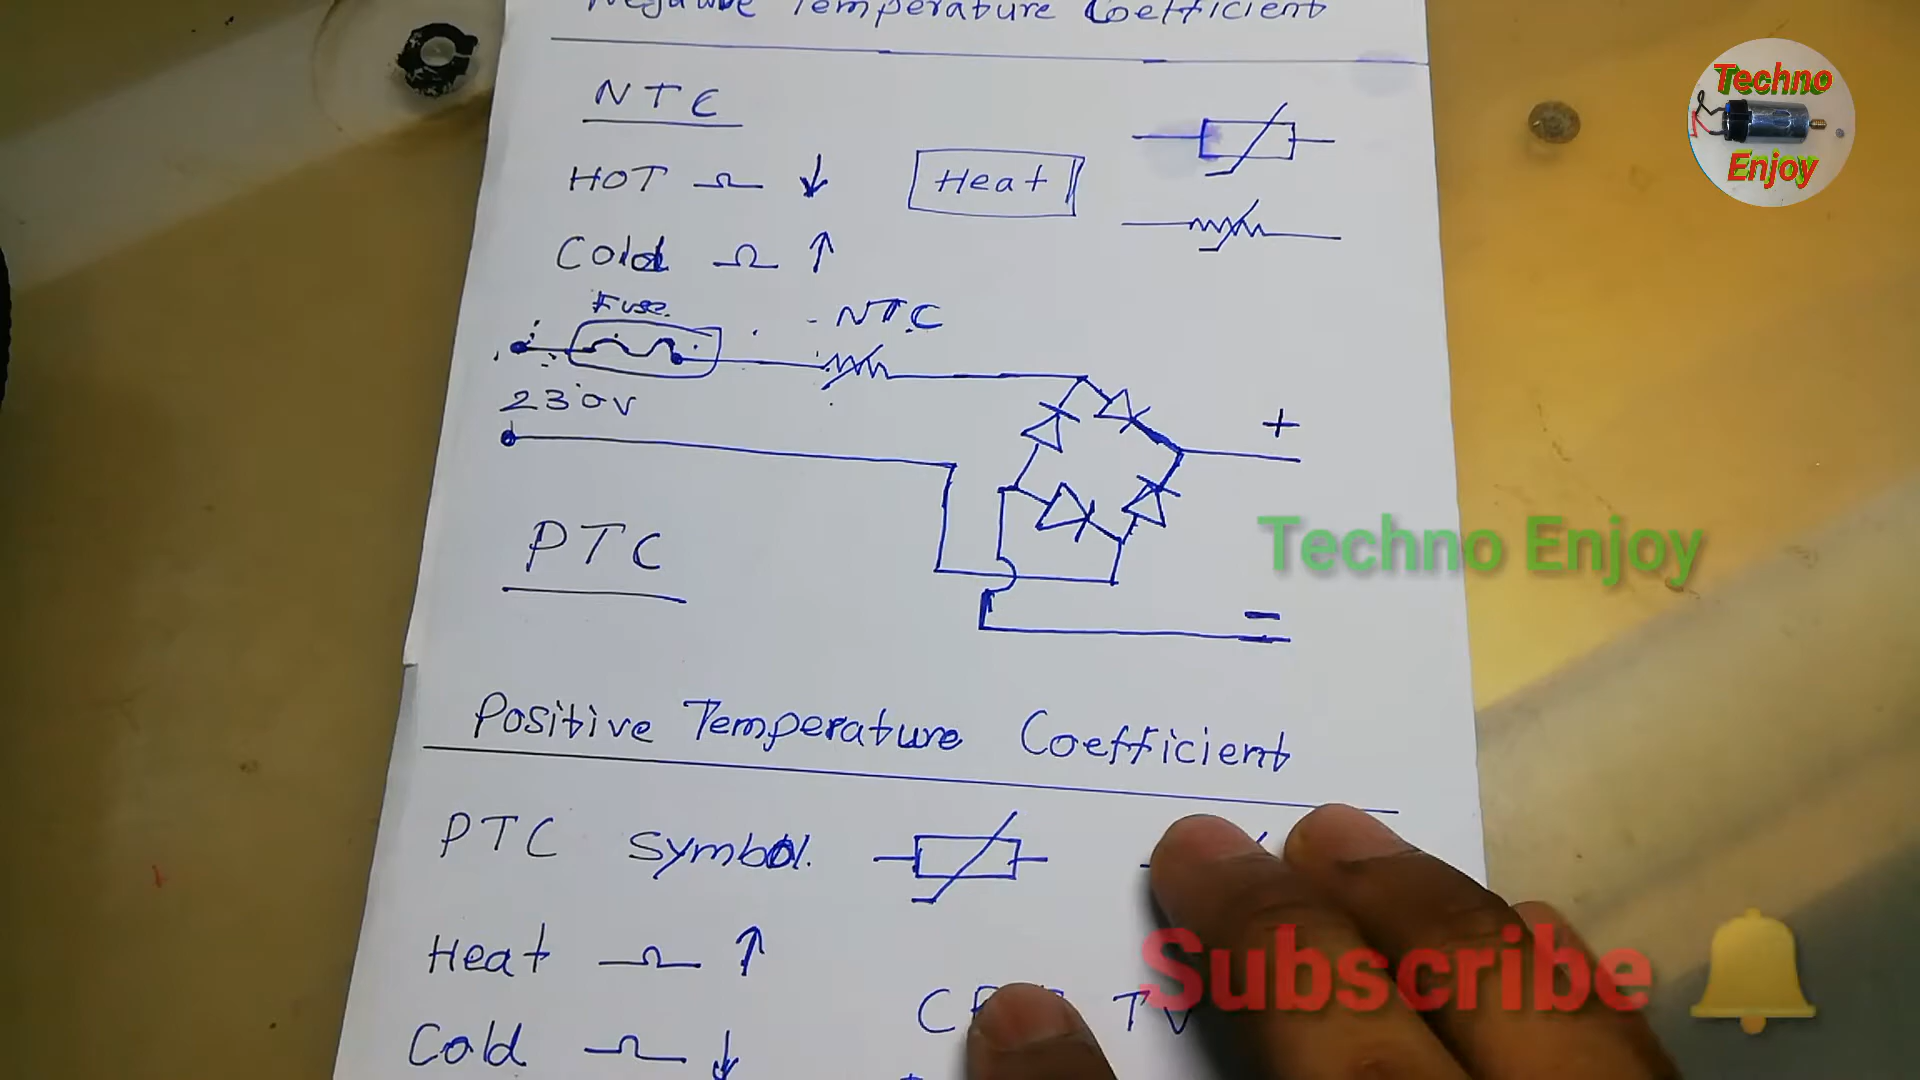 Negative Temperature Coefficient
NTC
HOT Ω ↓
Heat
Cold Ω ↑
Fuse.
NTC
230V
+
PTC
-
Positive Temperature Coefficient
PTC Symbol.
Heat Ω ↑
Cold Ω ↓
TV
Techno
Enjoy
Techno Enjoy
Subscribe